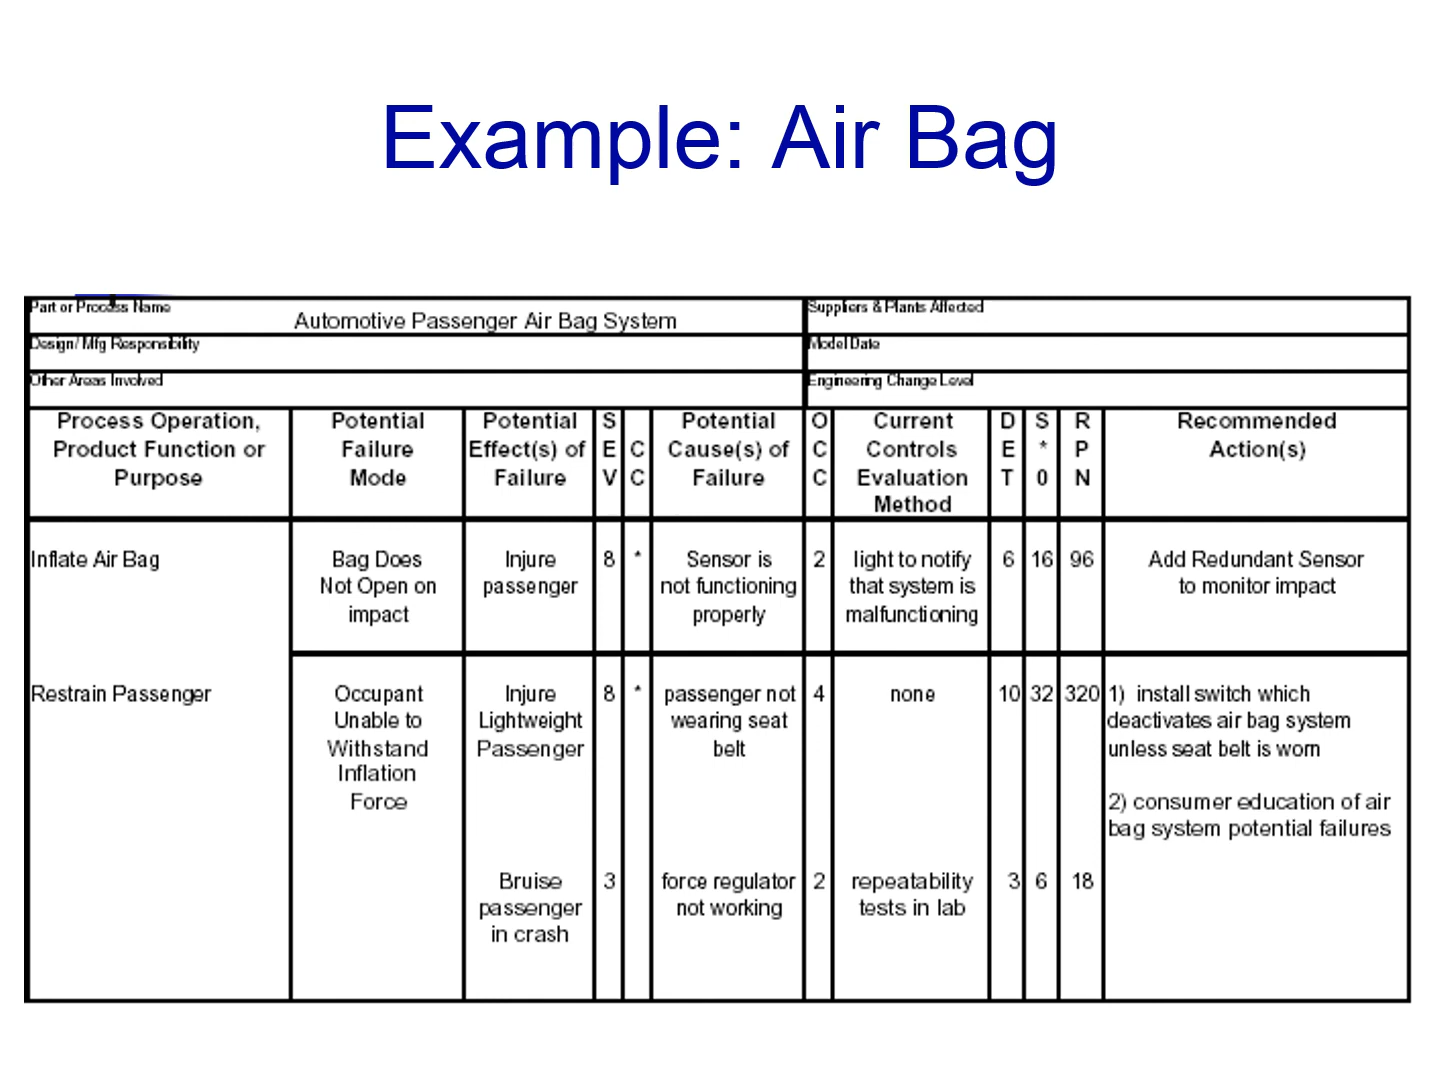 Example: Air Bag
Part or Process Name
Automotive Passenger Air Bag System
Suppliers & Plants Affected
Design/ Mfg Responsibility
Model Date
Other Areas Involved
Engineering Change Level
Process Operation,
Product Function or
Purpose
Potential
Failure
Mode
Potential
Effect(s) of
Failure
S
E
V
C
C
Potential
Cause(s) of
Failure
O
C
C
Current
Controls
Evaluation
Method
D
E
T
S
*
0
R
P
N
Recommended
Action(s)
Inflate Air Bag
Bag Does
Not Open on
impact
Injure
passenger
8
*
Sensor is
not functioning
properly
2
light to notify
that system is
malfunctioning
6
16
96
Add Redundant Sensor
to monitor impact
Restrain Passenger
Occupant
Unable to
Withstand
Inflation
Force
Injure
Lightweight
Passenger
8
*
passenger not
wearing seat
belt
4
none
10
32
320
1) install switch which
deactivates air bag system
unless seat belt is worn
2) consumer education of air
bag system potential failures
Bruise
passenger
in crash
3
force regulator
not working
2
repeatability
tests in lab
3
6
18